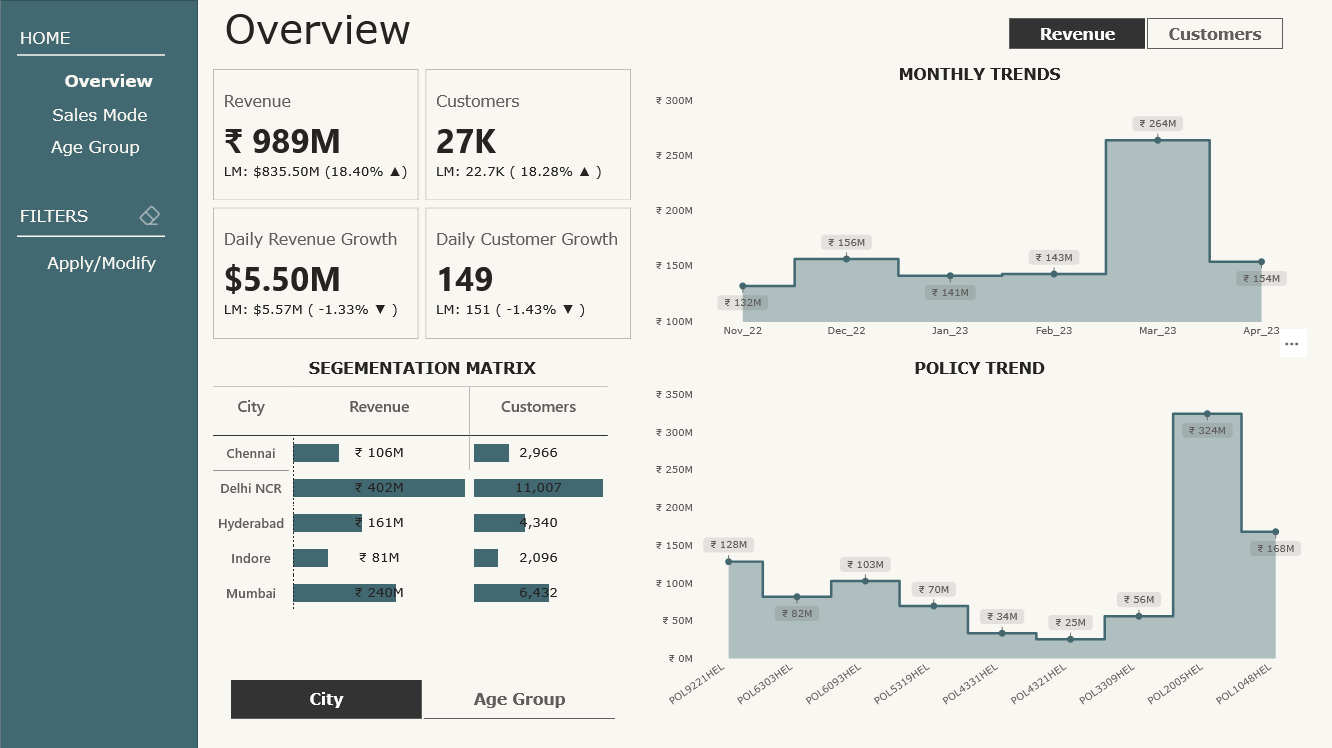 HOME
Overview
Sales Mode
Age Group
FILTERS
Apply/Modify
Overview
Revenue
Customers
Revenue
₹ 989M
LM: $835.50M (18.40% ▲)
Customers
27K
LM: 22.7K ( 18.28% ▲ )
Daily Revenue Growth
$5.50M
LM: $5.57M ( -1.33% ▼ )
Daily Customer Growth
149
LM: 151 ( -1.43% ▼ )
MONTHLY TRENDS
₹ 300M
₹ 250M
₹ 200M
₹ 150M
₹ 100M
₹ 132M
₹ 156M
₹ 141M
₹ 143M
₹ 264M
₹ 154M
Nov_22 Dec_22 Jan_23 Feb_23 Mar_23 Apr_23
SEGEMENTATION MATRIX
City Revenue Customers
Chennai ₹ 106M 2,966
Delhi NCR ₹ 402M 11,007
Hyderabad ₹ 161M 4,340
Indore ₹ 81M 2,096
Mumbai ₹ 240M 6,432
City
Age Group
POLICY TREND
₹ 350M
₹ 300M
₹ 250M
₹ 200M
₹ 150M
₹ 100M
₹ 50M
₹ 0M
₹ 128M
₹ 82M
₹ 103M
₹ 70M
₹ 34M
₹ 25M
₹ 56M
₹ 324M
₹ 168M
POL9221HEL POL6303HEL POL6093HEL POL5319HEL POL4331HEL POL4321HEL POL3309HEL POL2005HEL POL1048HEL